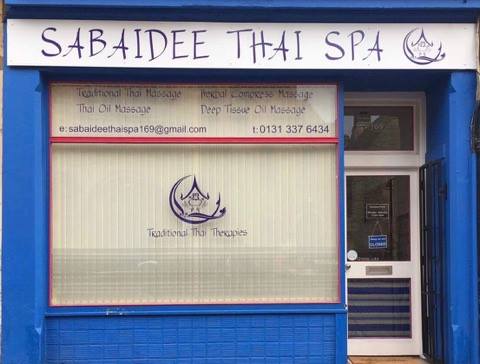 SABAIDEE THAI SPA
Traditional Thai Massage Herbal Compress Massage
Thai Oil Massage Deep Tissue Oil Massage
e: sabaideethaispa169@gmail.com t: 0131 337 6434
Traditional Thai Therapies
CLOSED